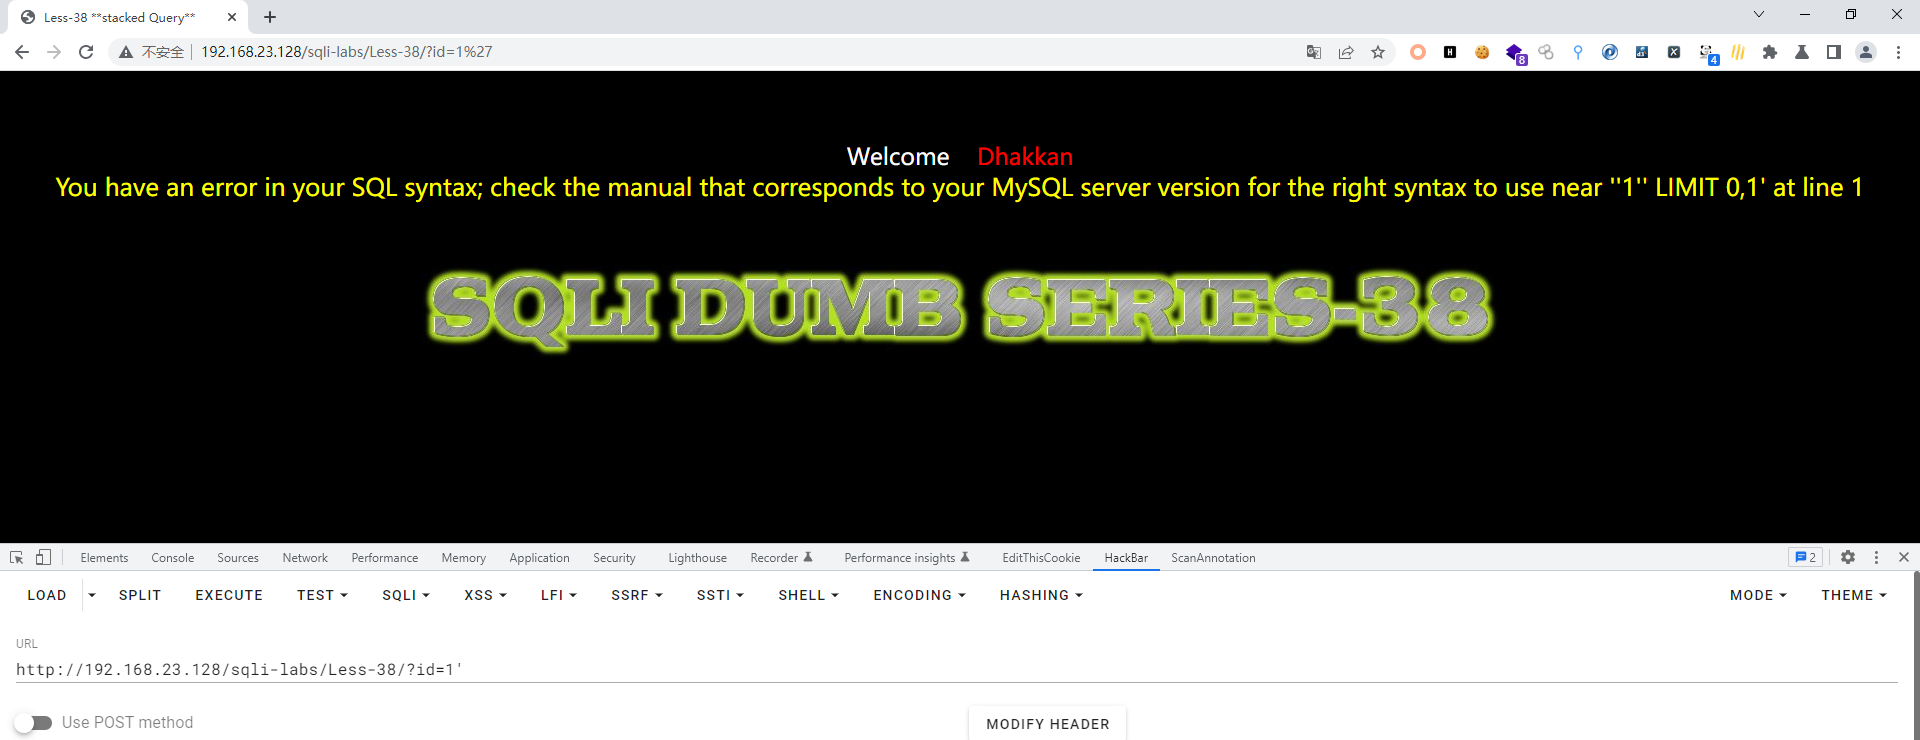 Less-38 **stacked Query**
不安全 192.168.23.128/sqli-labs/Less-38/?id=1%27
8
4
Welcome Dhakkan
You have an error in your SQL syntax; check the manual that corresponds to your MySQL server version for the right syntax to use near ''1'' LIMIT 0,1' at line 1
SQLI DUMB SERIES-38
Elements Console Sources Network Performance Memory Application Security Lighthouse Recorder Performance insights EditThisCookie HackBar ScanAnnotation 2
LOAD SPLIT EXECUTE TEST SQLI XSS LFI SSRF SSTI SHELL ENCODING HASHING MODE THEME
URL
http://192.168.23.128/sqli-labs/Less-38/?id=1'
Use POST method MODIFY HEADER